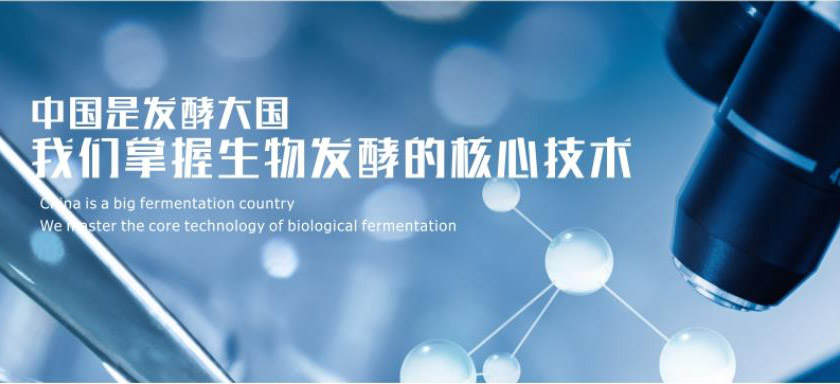 中国是发酵大国
我们掌握生物发酵的核心技术
China is a big fermentation country
We master the core technology of biological fermentation